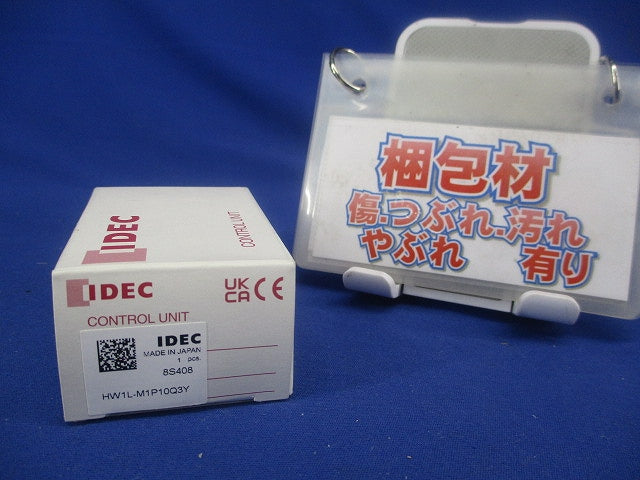 IDEC
CONTROL UNIT
IDEC
UK
CA CE
CONTROL UNIT
IDEC
MADE IN JAPAN
1 pcs.
8S408
HW1L-M1P10Q3Y
梱包材
傷.つぶれ.汚れ
やぶれ 有り